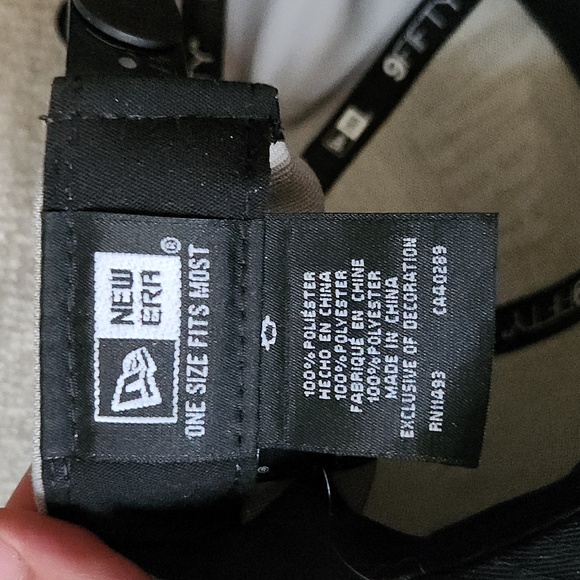 9FIFTY
NEW
ERA
®
ONE SIZE FITS MOST
100% POLIÉSTER
HECHO EN CHINA
100% POLYESTER
FABRIQUÉ EN CHINE
100% POLYESTER
MADE IN CHINA
EXCLUSIVE OF DECORATION
RN11493 CA40289